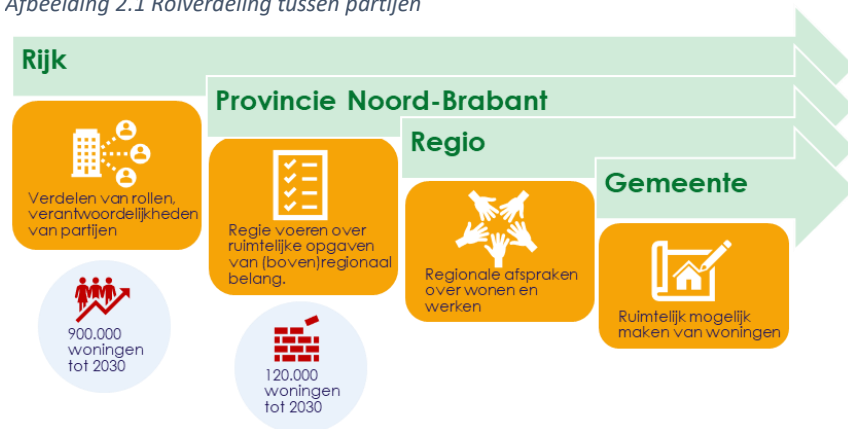 Afbeelding 2.1 Rolverdeling tussen partijen
Rijk
Verdelen van rollen,
verantwoordelijkheden
van partijen
900.000
woningen
tot 2030
Provincie Noord-Brabant
Regie voeren over
ruimtelijke opgaven
van (boven)regionaal
belang.
120.000
woningen
tot 2030
Regio
Regionale afspraken
over wonen en
werken
Gemeente
Ruimtelijk mogelijk
maken van woningen